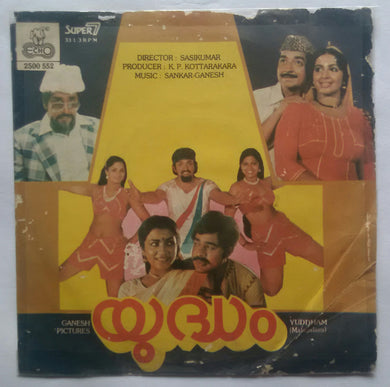 ECHO
2500 552
SUPER 7
33 1/3 RPM
DIRECTOR : SASIKUMAR
PRODUCER : K. P. KOTTARAKARA
MUSIC : SANKAR-GANESH
GANESH
PICTURES
യുദ്ധം
YUDDHAM
(Malayalam)